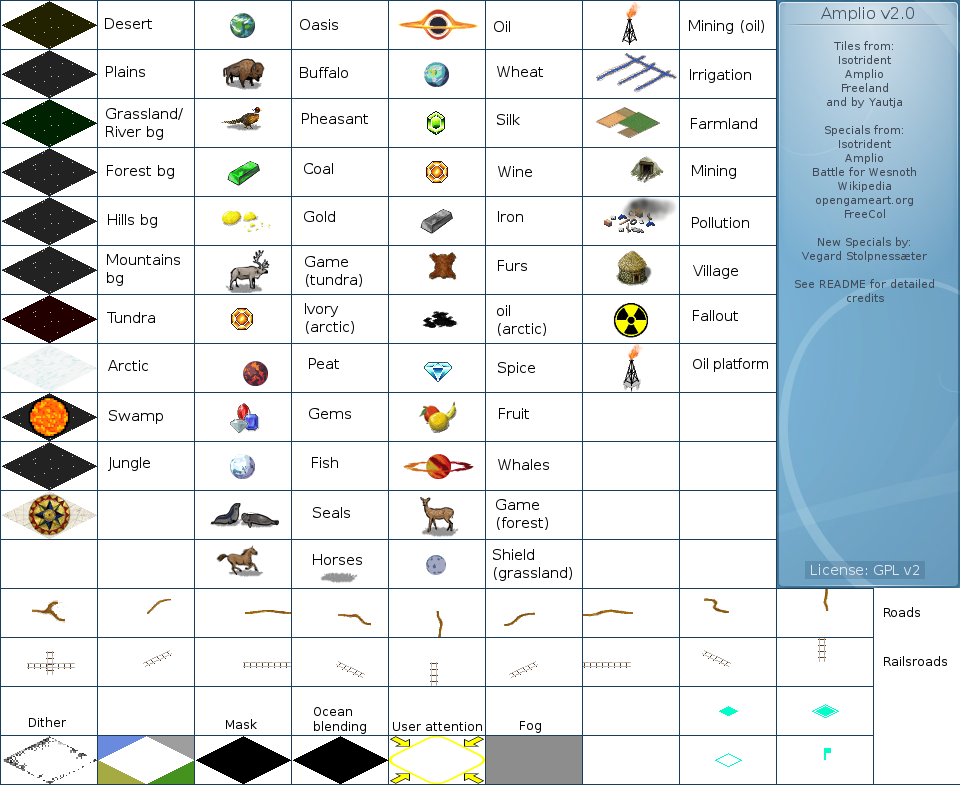 Desert
Oasis
Oil
Mining (oil)
Plains
Buffalo
Wheat
Irrigation
Grassland/
River bg
Pheasant
Silk
Farmland
Forest bg
Coal
Wine
Mining
Hills bg
Gold
Iron
Pollution
Mountains
bg
Game
(tundra)
Furs
Village
Tundra
Ivory
(arctic)
oil
(arctic)
Fallout
Arctic
Peat
Spice
Oil platform
Swamp
Gems
Fruit
Jungle
Fish
Whales
Seals
Game
(forest)
Horses
Shield
(grassland)
Amplio v2.0
Tiles from:
Isotrident
Amplio
Freeland
and by Yautja
Specials from:
Isotrident
Amplio
Battle for Wesnoth
Wikipedia
opengameart.org
FreeCol
New Specials by:
Vegard Stolpnessæter
See README for detailed
credits
License: GPL v2
Roads
Railsroads
Dither
Mask
Ocean
blending
User attention
Fog